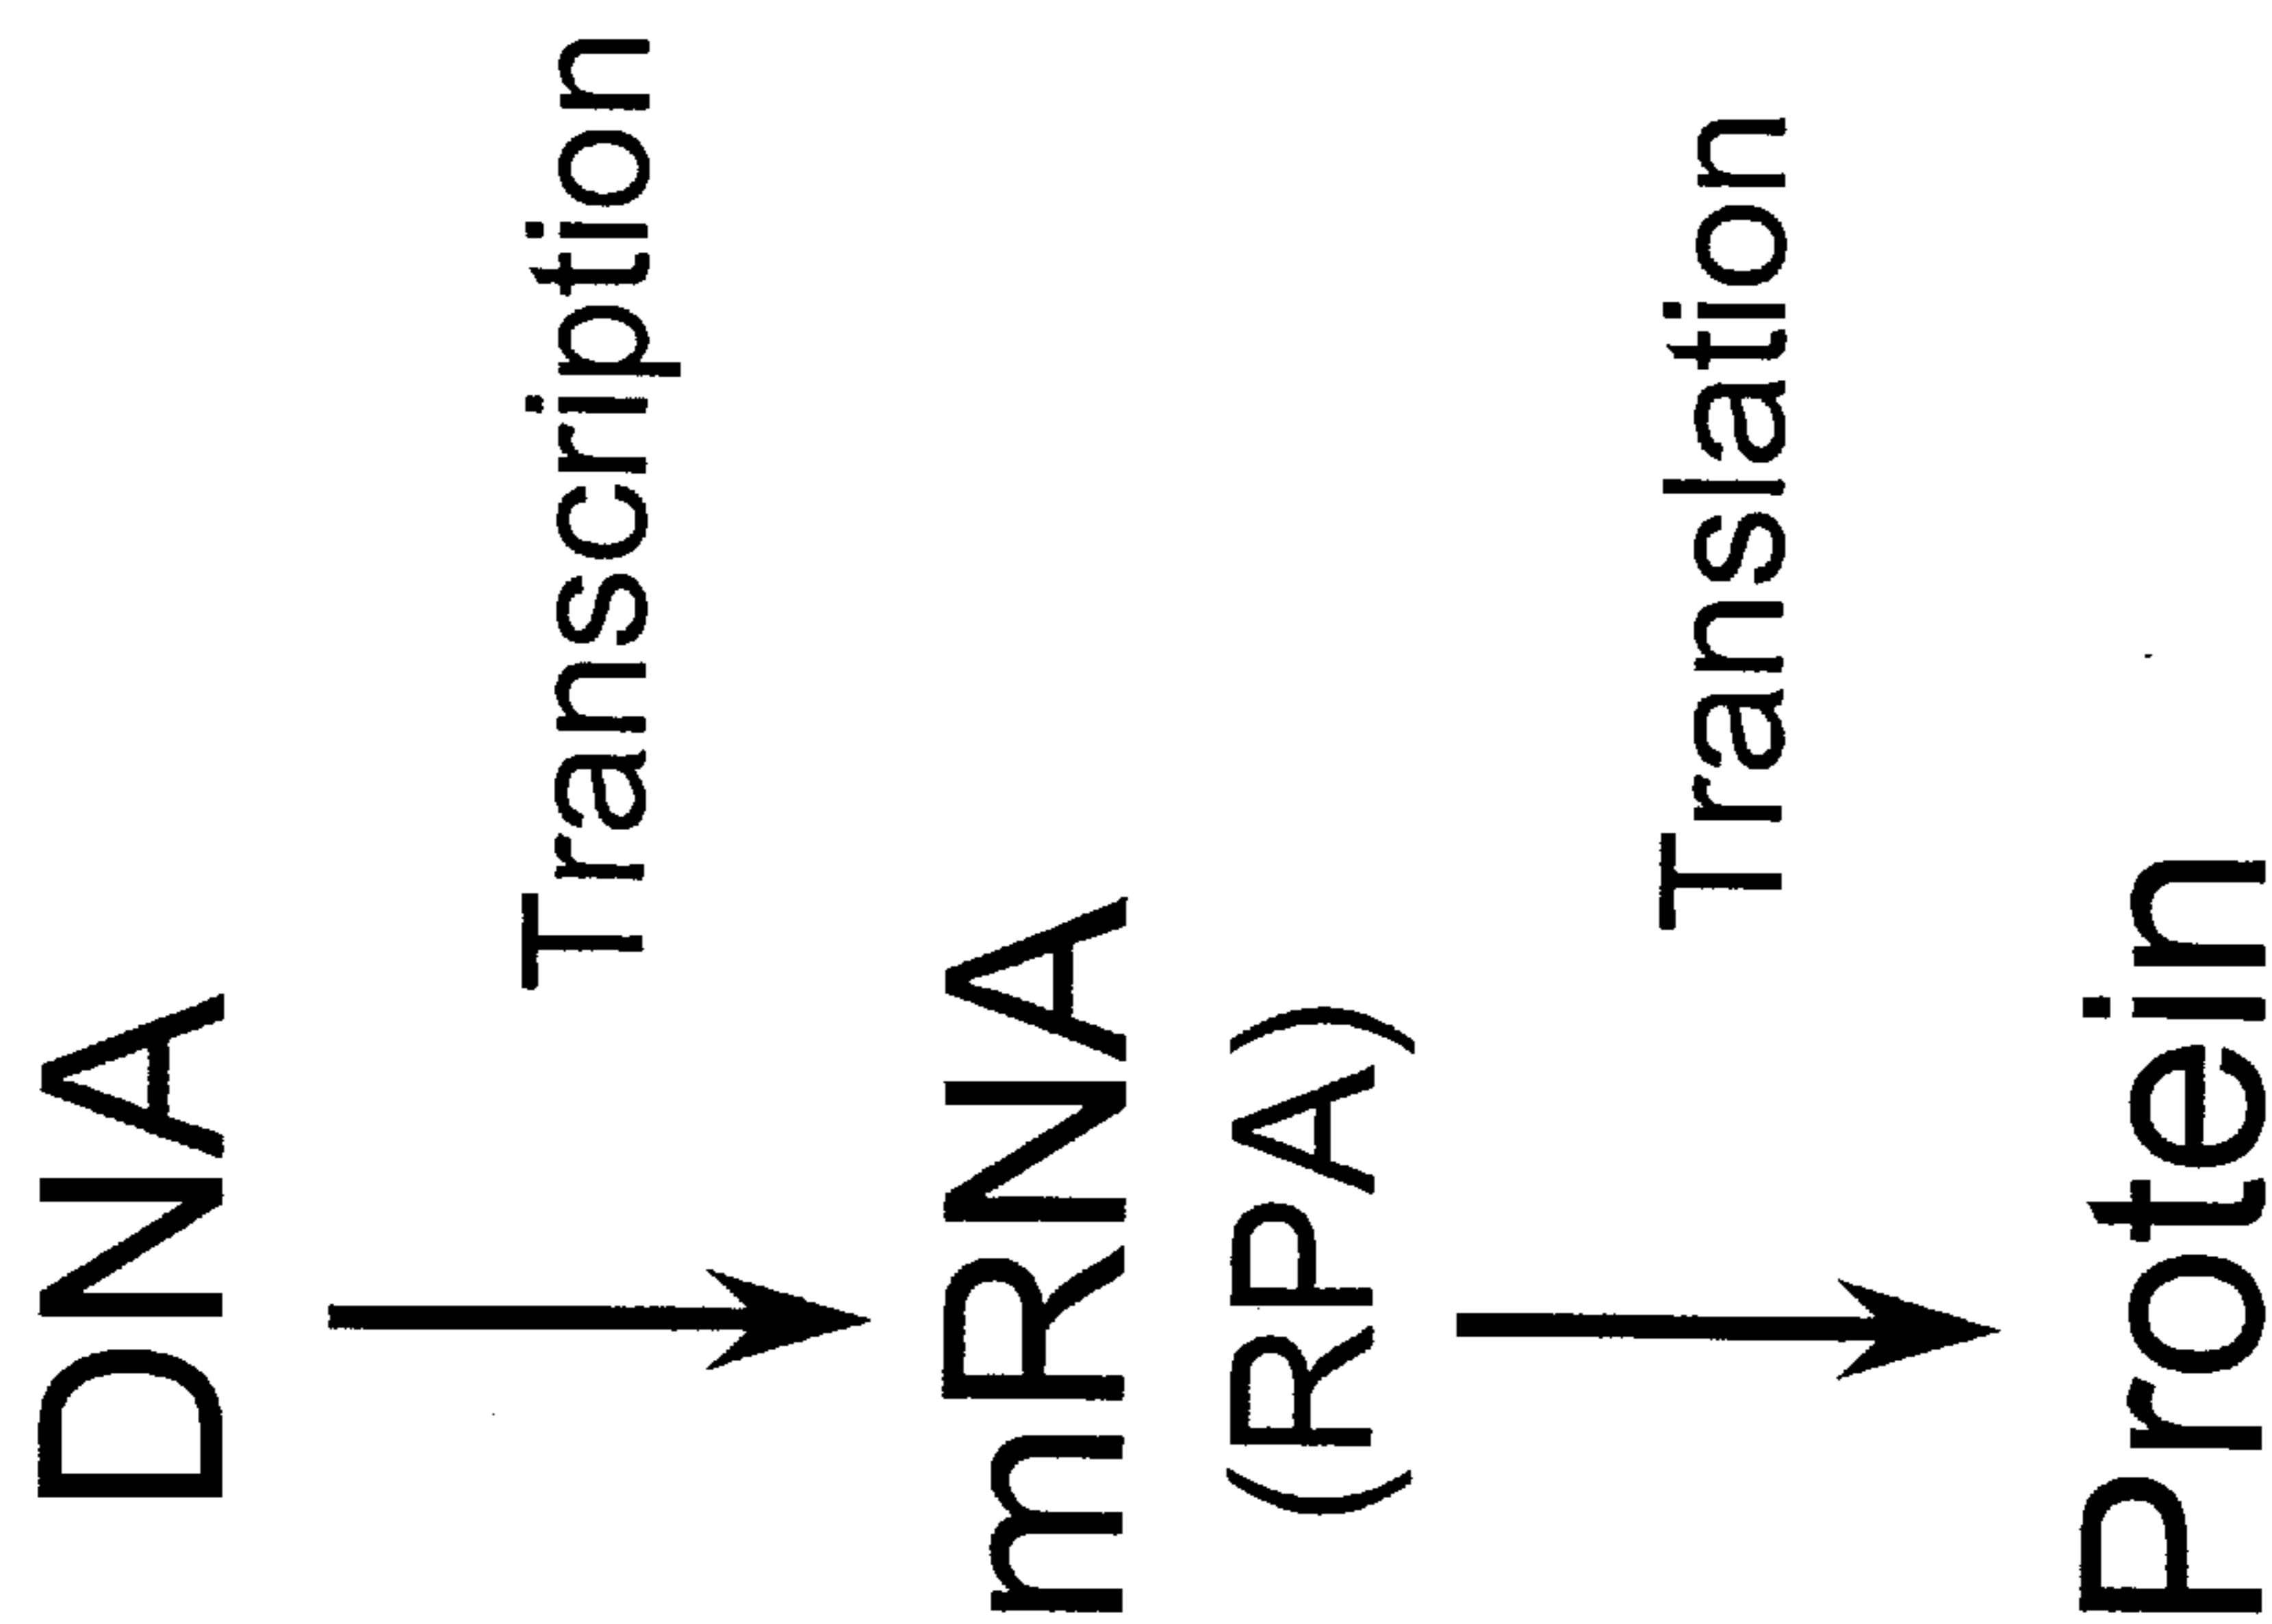 DNA
Transcription
mRNA
(RPA)
Translation
Protein